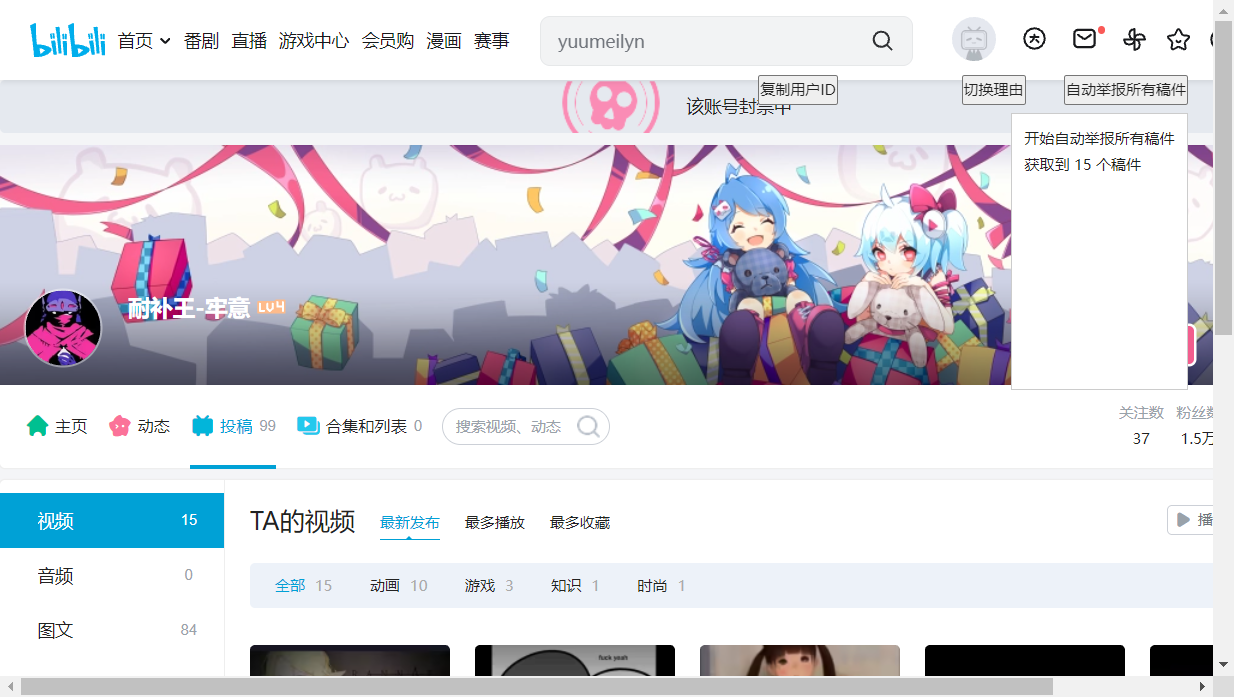 bilibili
首页 番剧 直播 游戏中心 会员购 漫画 赛事
yuumeilyn
复制用户ID 切换理由 自动举报所有稿件
该账号封禁中
开始自动举报所有稿件
获取到 15 个稿件
耐补王-牢意 LV4
主页 动态 投稿 99 合集和列表 0 搜索视频、动态
关注数 粉丝数
37 1.5万
视频 15
音频 0
图文 84
TA的视频 最新发布 最多播放 最多收藏 播
全部 15 动画 10 游戏 3 知识 1 时尚 1
fuck yeah